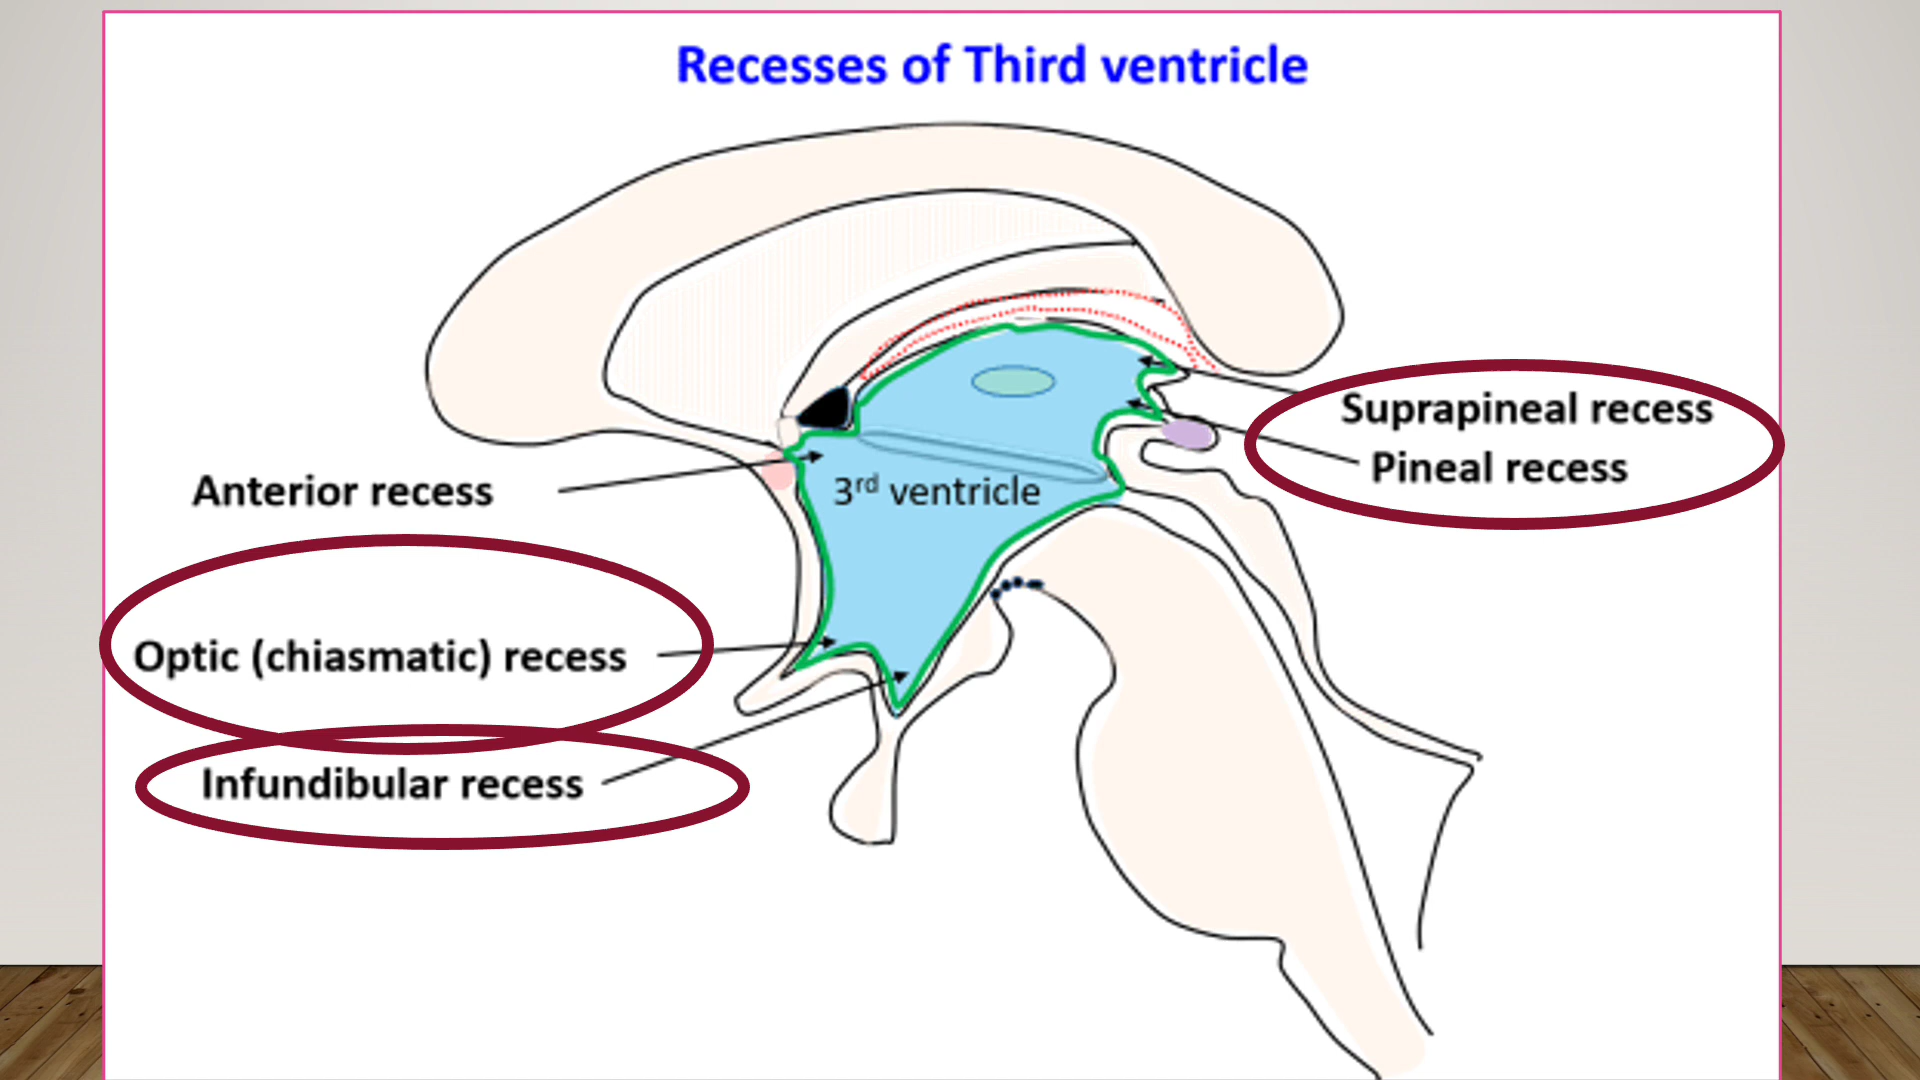 Recesses of Third ventricle
Suprapineal recess
Pineal recess
Anterior recess
3rd ventricle
Optic (chiasmatic) recess
Infundibular recess